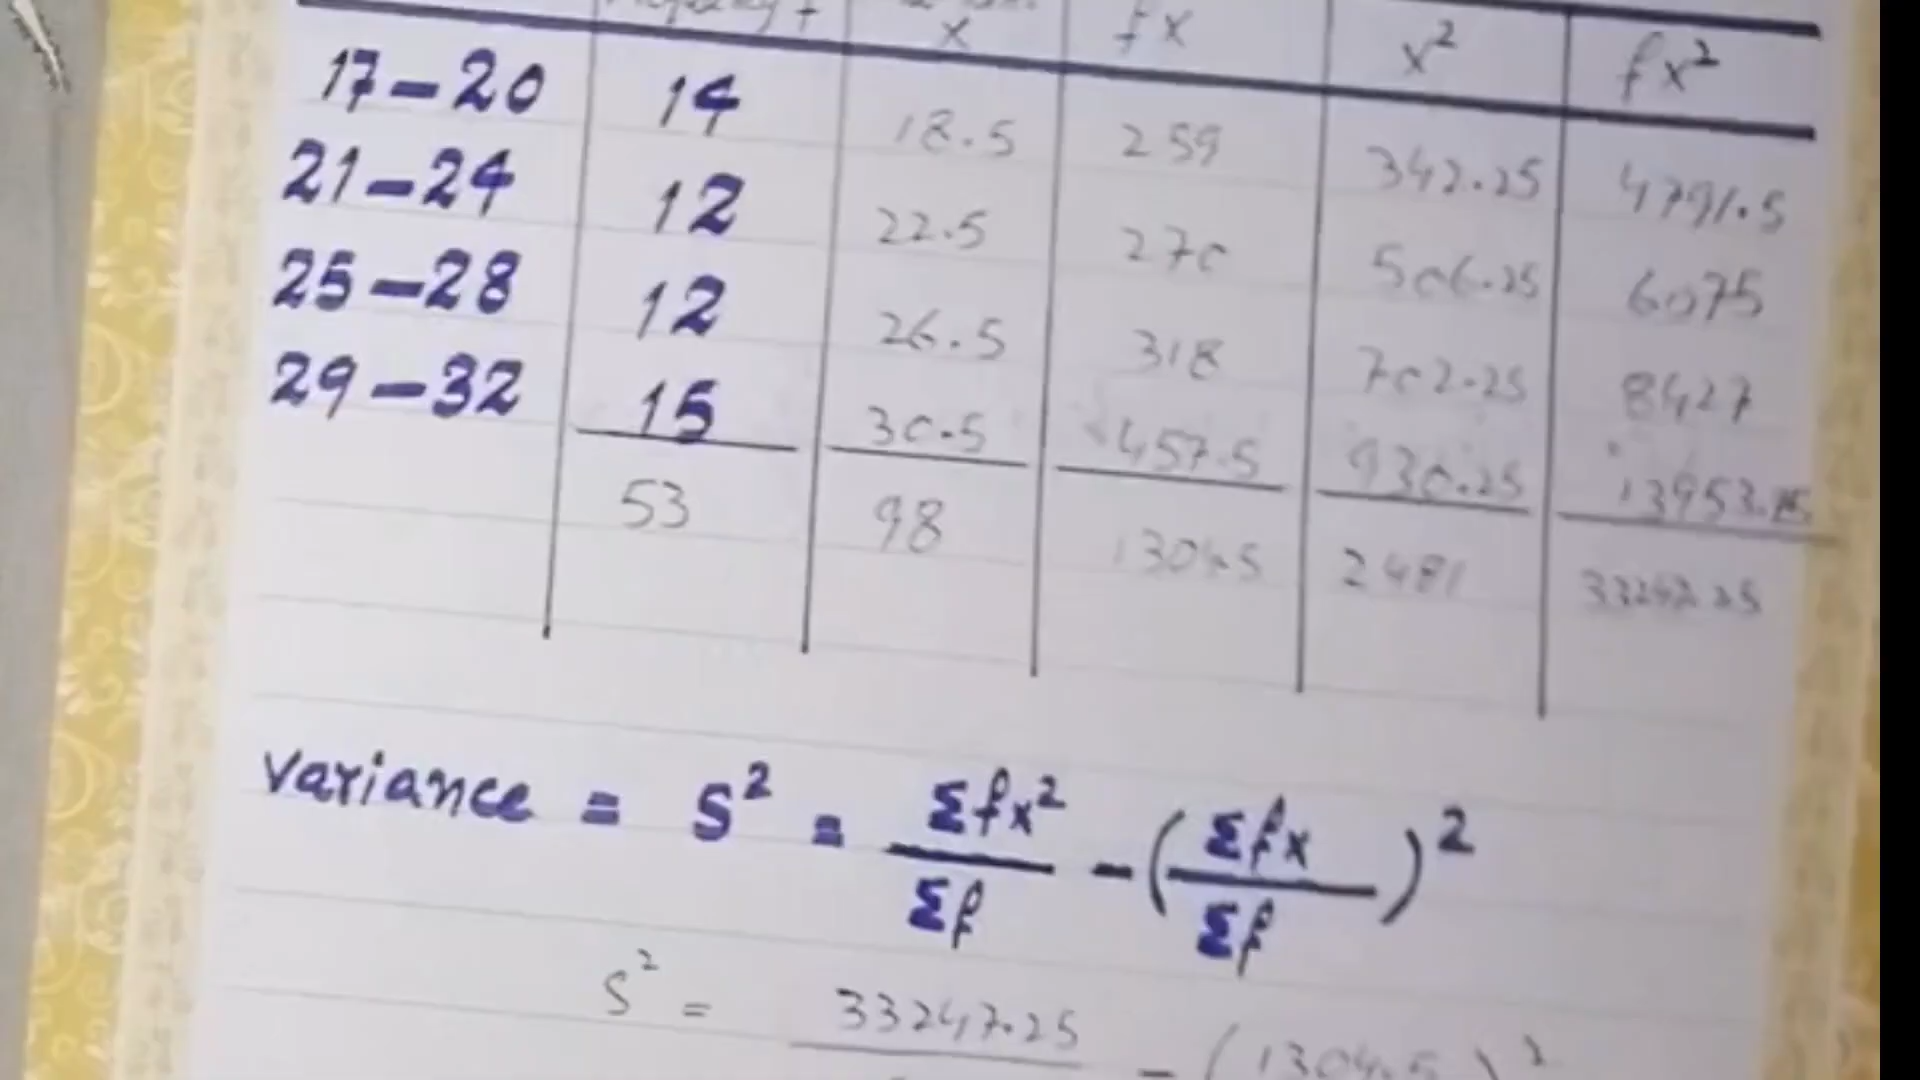 x fx x² fx²
17-20 14 18.5 259 342.25 4791.5
21-24 12 22.5 270 506.25 6075
25-28 12 26.5 318 702.25 8427
29-32 15 30.5 457.5 930.25 13953.75
53 98 1304.5 2481 33247.25
variance = S² = Σfx²/Σf - (Σfx/Σf)²
S² = 33247.25 - (1304.5)²